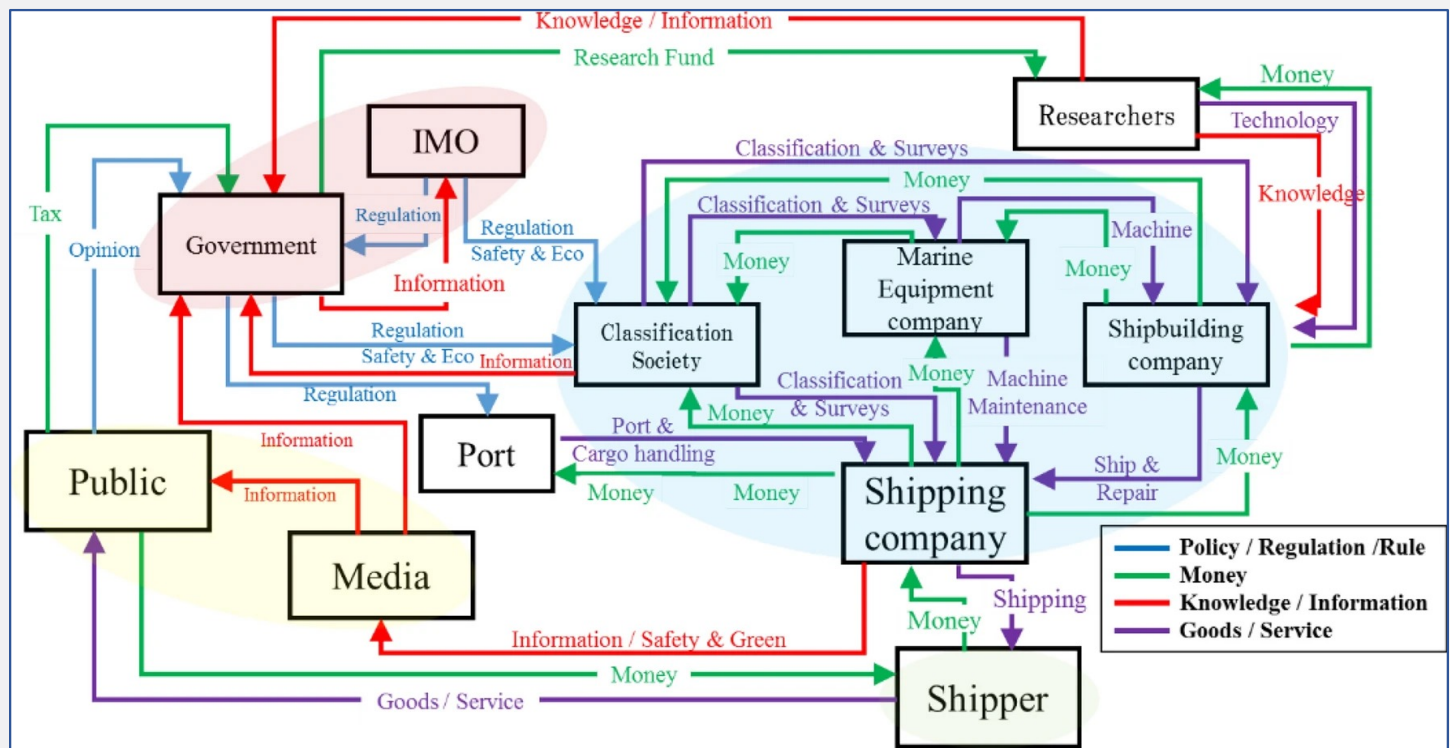 Knowledge / Information
Research Fund
Money
Researchers
Technology
IMO
Classification & Surveys
Money
Knowledge
Tax
Regulation
Classification & Surveys
Government
Opinion
Regulation
Safety & Eco
Machine
Information
Money
Marine
Equipment
company
Money
Regulation
Safety & Eco
Information
Classification
Society
Shipbuilding
company
Regulation
Money
Machine
Maintenance
Classification
& Surveys
Money
Information
Port &
Cargo handling
Port
Public
Information
Money
Money
Shipping
company
Ship &
Repair
Money
Media
Policy / Regulation /Rule
Money
Knowledge / Information
Goods / Service
Shipping
Money
Information / Safety & Green
Money
Goods / Service
Shipper